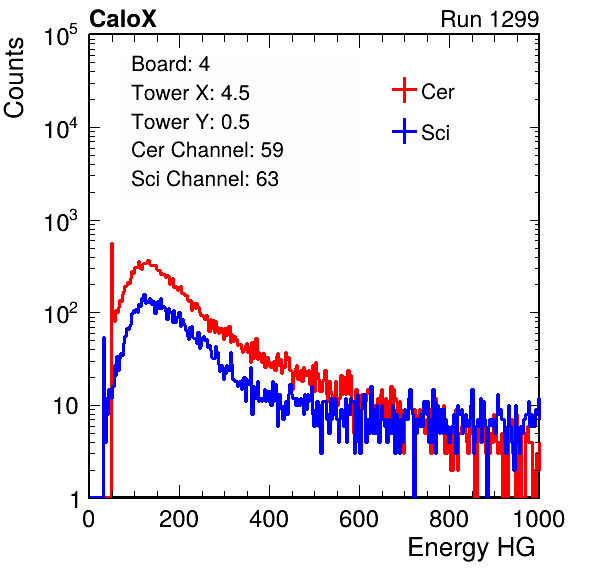 CaloX Run 1299
Board: 4
Tower X: 4.5
Tower Y: 0.5
Cer Channel: 59
Sci Channel: 63
Cer
Sci
Counts
10^5
10^4
10^3
10^2
10
1
0 200 400 600 800 1000
Energy HG